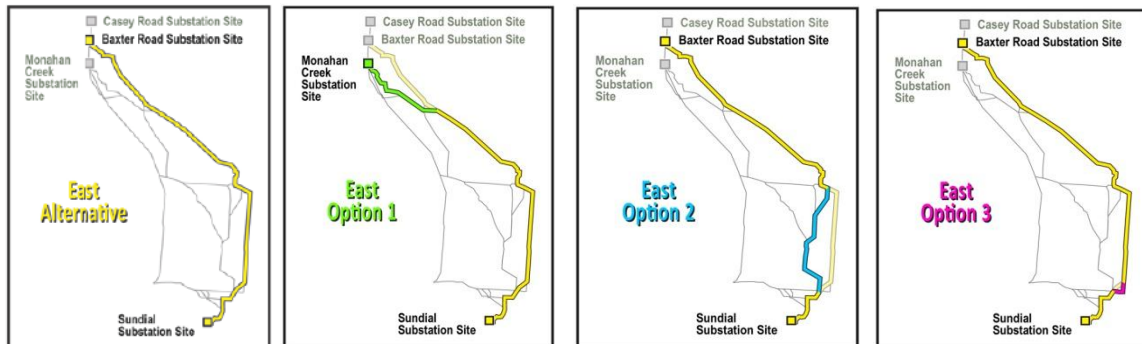 Casey Road Substation Site
Baxter Road Substation Site
Monahan
Creek
Substation
Site
East
Alternative
Sundial
Substation Site
Casey Road Substation Site
Baxter Road Substation Site
Monahan
Creek
Substation
Site
East
Option 1
Sundial
Substation Site
Casey Road Substation Site
Baxter Road Substation Site
Monahan
Creek
Substation
Site
East
Option 2
Sundial
Substation Site
Casey Road Substation Site
Baxter Road Substation Site
Monahan
Creek
Substation
Site
East
Option 3
Sundial
Substation Site